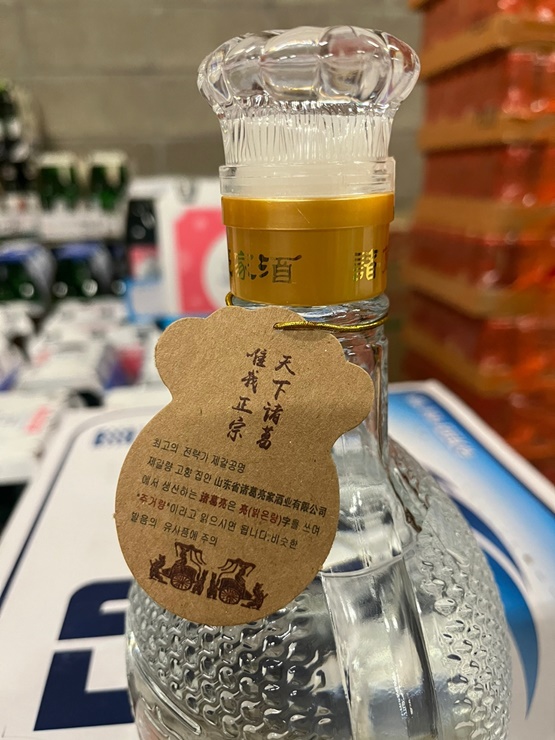 家酒
諸
天下诸葛
惟我正宗
최고의 전략가 제갈공명
제갈량 고향 집안 山东省诸葛亮家酒业有限公司
에서 생산하는 诸葛亮은 亮(밝은량)字를 쓰며
"주거량"이라고 읽으시면 됩니다.비슷한
발음의 유사품에 주의